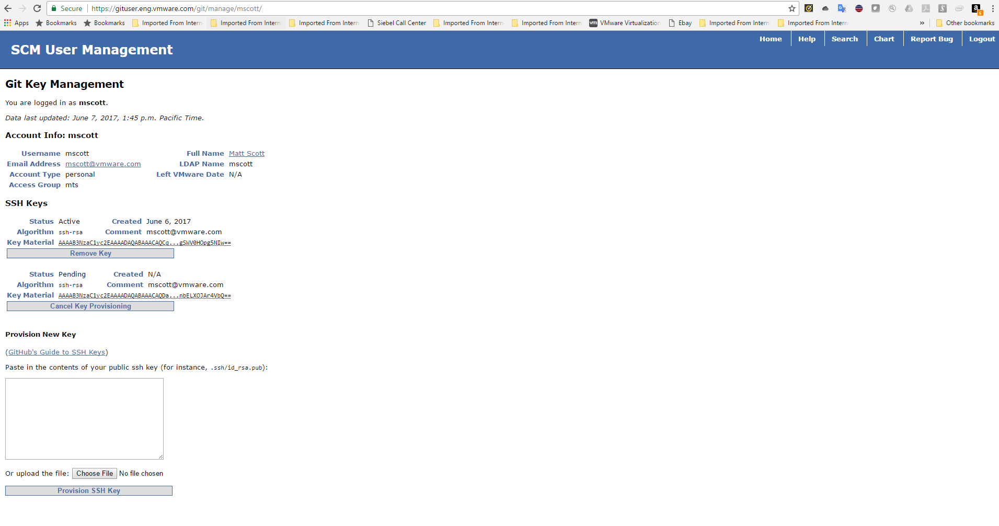 Secure https://gituser.eng.vmware.com/git/manage/mscott/
Apps Bookmarks Bookmarks Imported From Intern Imported From Intern Imported From Intern Siebel Call Center Imported From Intern Imported From Intern vm VMware Virtualization Ebay Imported From Intern Imported From Intern » Other bookmarks
Home Help Search Chart Report Bug Logout
SCM User Management
Git Key Management
You are logged in as mscott.
Data last updated: June 7, 2017, 1:45 p.m. Pacific Time.
Account Info: mscott
Username mscott Full Name Matt Scott
Email Address mscott@vmware.com LDAP Name mscott
Account Type personal Left VMware Date N/A
Access Group mts
SSH Keys
Status Active Created June 6, 2017
Algorithm ssh-rsa Comment mscott@vmware.com
Key Material AAAAB3NzaC1yc2EAAAADAQABAAACAQCq...gSWV0HOpg5NIw==
Remove Key
Status Pending Created N/A
Algorithm ssh-rsa Comment mscott@vmware.com
Key Material AAAAB3NzaC1yc2EAAAADAQABAAACAQDa...nbELXOJAr4VbQ==
Cancel Key Provisioning
Provision New Key
(GitHub's Guide to SSH Keys)
Paste in the contents of your public ssh key (for instance, .ssh/id_rsa.pub):
Or upload the file: Choose File No file chosen
Provision SSH Key